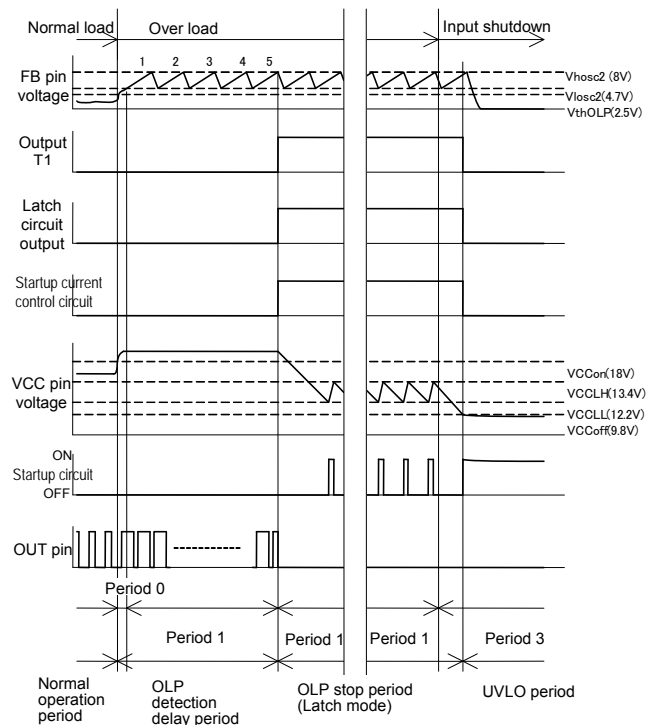 Normal load
Over load
Input shutdown
1 2 3 4 5
FB pin
voltage
Vhosc2 (8V)
Vlosc2(4.7V)
VthOLP(2.5V)
Output
T1
Latch
circuit
output
Startup current
control circuit
VCC pin
voltage
VCCon(18V)
VCCLH(13.4V)
VCCLL(12.2V)
VCCoff(9.8V)
ON
Startup circuit
OFF
OUT pin
Period 0
Period 1
Period 1
Period 1
Period 3
Normal
operation
period
OLP
detection
delay period
OLP stop period
(Latch mode)
UVLO period